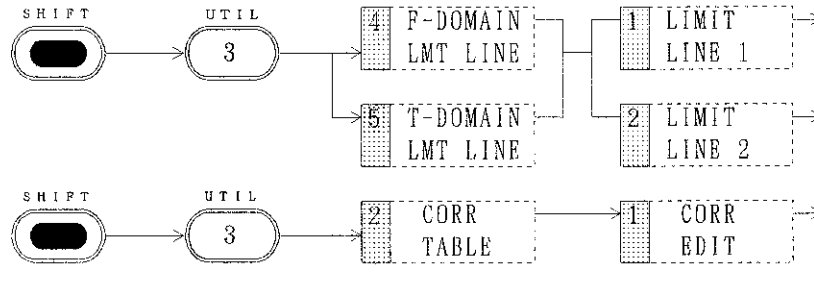 SHIFT
UTIL
3
4 F-DOMAIN
LMT LINE
1 LIMIT
LINE 1
5 T-DOMAIN
LMT LINE
2 LIMIT
LINE 2
SHIFT
UTIL
3
2 CORR
TABLE
1 CORR
EDIT